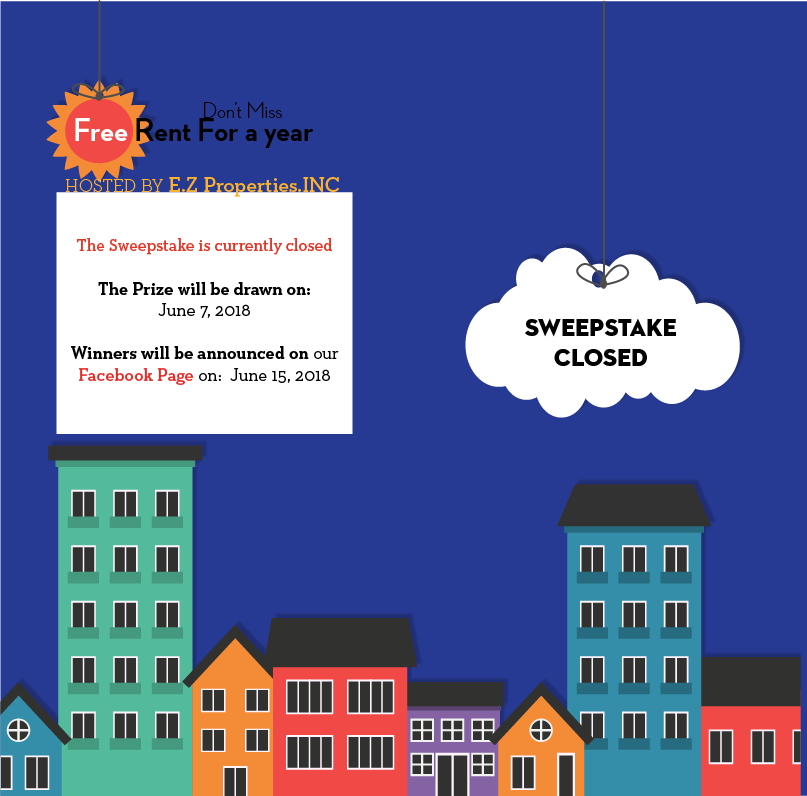 Don't Miss
Free Rent For a year
HOSTED BY E.Z Properties.INC
The Sweepstake is currently closed
The Prize will be drawn on:
June 7, 2018
Winners will be announced on our
Facebook Page on: June 15, 2018
SWEEPSTAKE
CLOSED